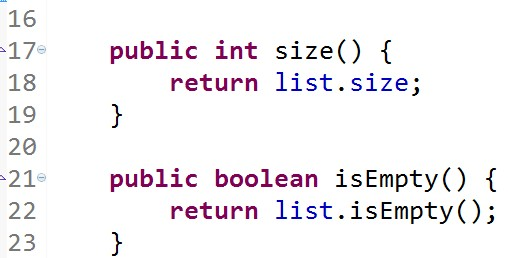 16
17 public int size() {
18 return list.size;
19 }
20
21 public boolean isEmpty() {
22 return list.isEmpty();
23 }